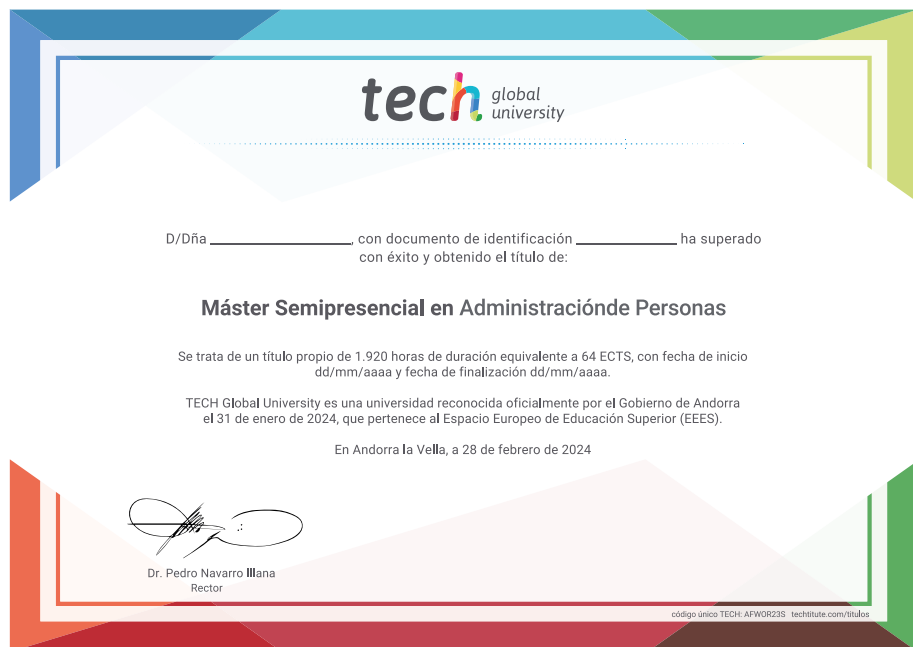 tech global university
D/Dña ________________, con documento de identificación ____________ ha superado
con éxito y obtenido el título de:
Máster Semipresencial en Administraciónde Personas
Se trata de un título propio de 1.920 horas de duración equivalente a 64 ECTS, con fecha de inicio
dd/mm/aaaa y fecha de finalización dd/mm/aaaa.
TECH Global University es una universidad reconocida oficialmente por el Gobierno de Andorra
el 31 de enero de 2024, que pertenece al Espacio Europeo de Educación Superior (EEES).
En Andorra la Vella, a 28 de febrero de 2024
Dr. Pedro Navarro Illana
Rector
código único TECH: AFWOR23S techtitute.com/titulos